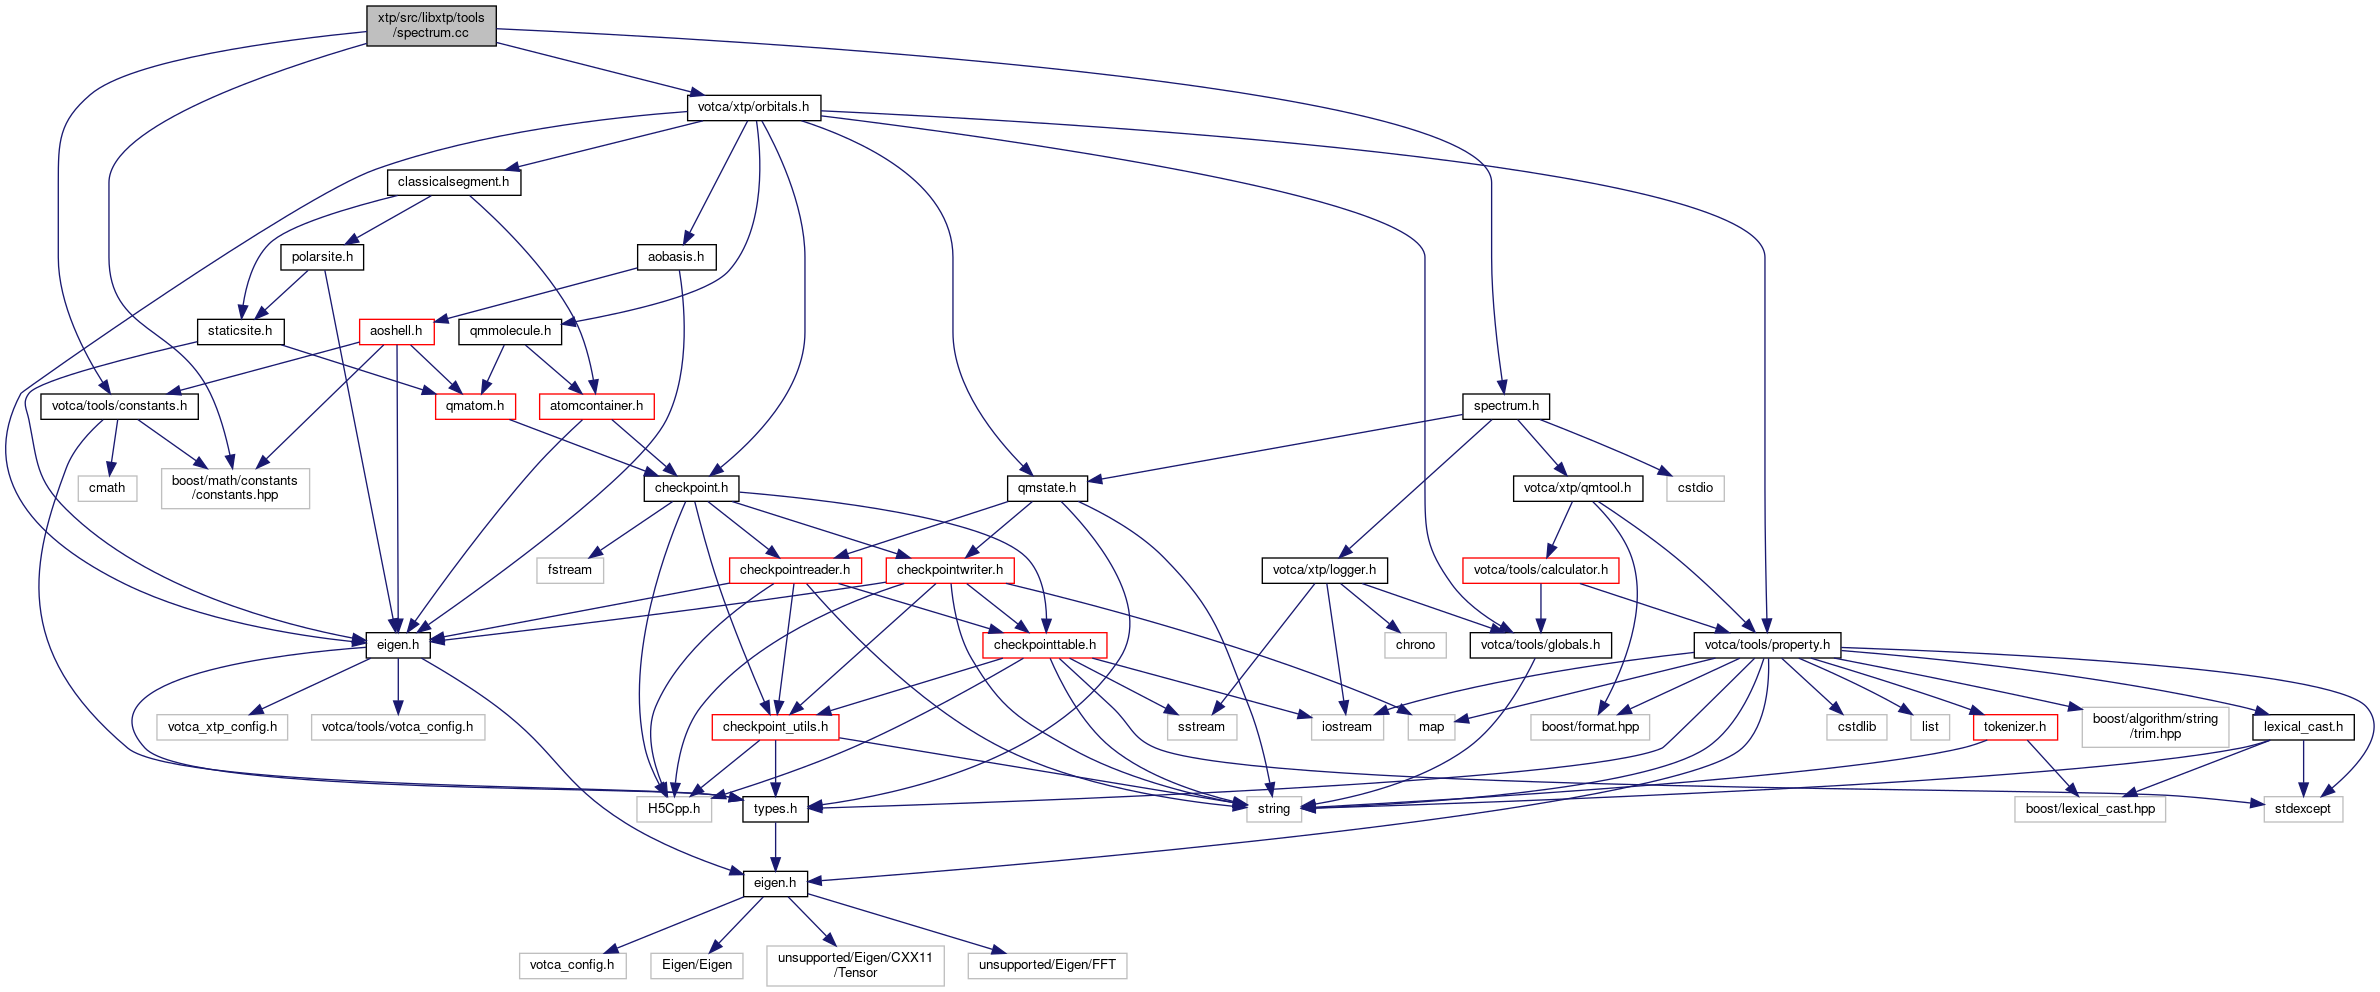 xtp/src/libxtp/tools
/spectrum.cc
votca/xtp/orbitals.h
classicalsegment.h
polarsite.h
aobasis.h
staticsite.h
aoshell.h
qmmolecule.h
votca/tools/constants.h
qmatom.h
atomcontainer.h
spectrum.h
cmath
boost/math/constants
/constants.hpp
checkpoint.h
qmstate.h
votca/xtp/qmtool.h
cstdio
fstream
checkpointreader.h
checkpointwriter.h
votca/xtp/logger.h
votca/tools/calculator.h
eigen.h
checkpointtable.h
chrono
votca/tools/globals.h
votca/tools/property.h
votca_xtp_config.h
votca/tools/votca_config.h
checkpoint_utils.h
sstream
iostream
map
boost/format.hpp
cstdlib
list
tokenizer.h
boost/algorithm/string
/trim.hpp
lexical_cast.h
H5Cpp.h
types.h
string
boost/lexical_cast.hpp
stdexcept
eigen.h
votca_config.h
Eigen/Eigen
unsupported/Eigen/CXX11
/Tensor
unsupported/Eigen/FFT